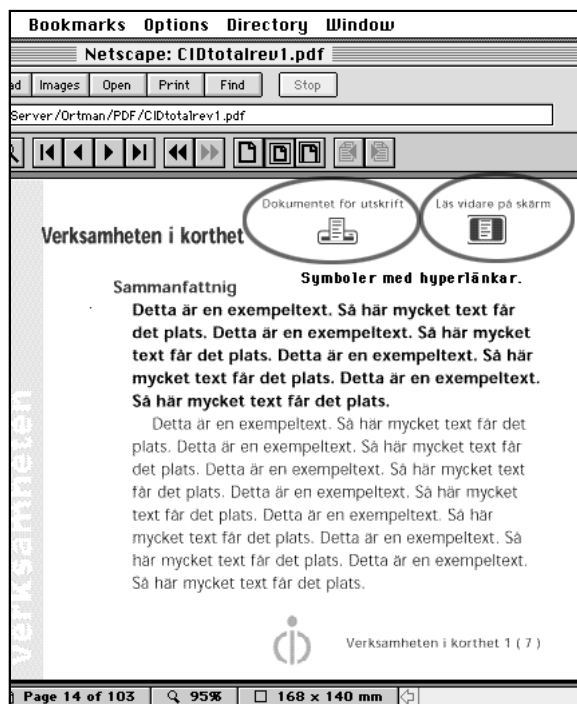 Bookmarks Options Directory Window
Netscape: CIDtotalrev1.pdf
ad Images Open Print Find Stop
Server/Ortman/PDF/CIDtotalrev1.pdf
Dokumentet för utskrift Läs vidare på skärm
Verksamheten i korthet
Symboler med hyperlänkar.
Sammanfattnig
Detta är en exempeltext. Så här mycket text får
det plats. Detta är en exempeltext. Så här mycket
text får det plats. Detta är en exempeltext. Så här
mycket text får det plats. Detta är en exempeltext.
Så här mycket text får det plats.
Detta är en exempeltext. Så här mycket text får det
plats. Detta är en exempeltext. Så här mycket text får
det plats. Detta är en exempeltext. Så här mycket text
får det plats. Detta är en exempeltext. Så här mycket
text får det plats. Detta är en exempeltext. Så här
mycket text får det plats. Detta är en exempeltext. Så
här mycket text får det plats. Detta är en exempeltext.
Så här mycket text får det plats.
verksamheten
Verksamheten i korthet 1 ( 7 )
Page 14 of 103 95% 168 x 140 mm